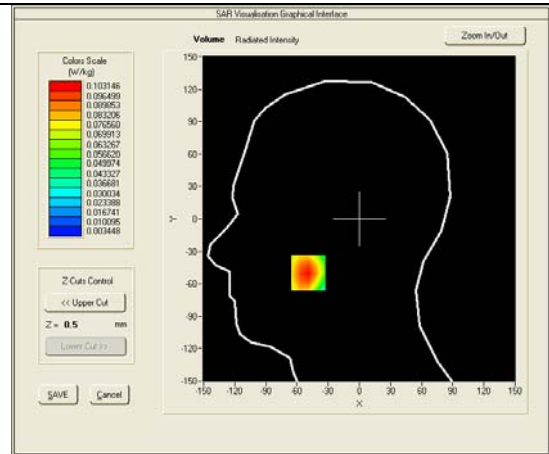 SAR Visualisation Graphical Interface
Volume Radiated Intensity
Zoom In/Out
Colors Scale
(W/kg)
0.103146
0.096499
0.089853
0.083206
0.076560
0.069913
0.063267
0.056620
0.049974
0.043327
0.036681
0.030034
0.023388
0.016741
0.010095
0.003448
Z Cuts Control
<< Upper Cut
Z = 0.5 mm
Lower Cut >>
SAVE Cancel
150
120
90
60
30
0
-30
-60
-90
-120
-150
Y
-150 -120 -90 -60 -30 0 30 60 90 120 150
X